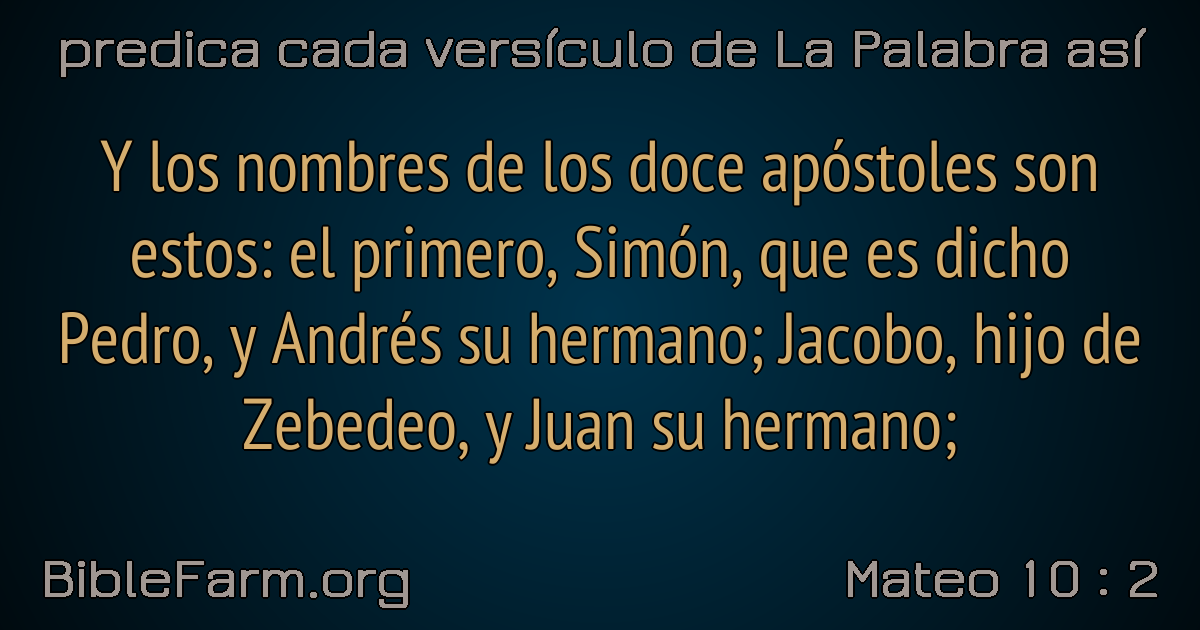 predica cada versículo de La Palabra así
Y los nombres de los doce apóstoles son
estos: el primero, Simón, que es dicho
Pedro, y Andrés su hermano; Jacobo, hijo de
Zebedeo, y Juan su hermano;
BibleFarm.org
Mateo 10 : 2